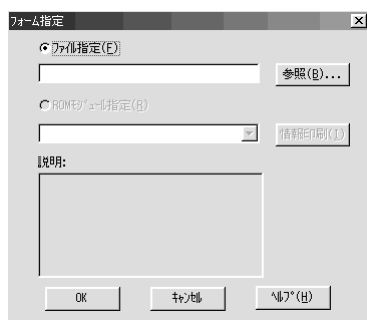 フォーム指定
ﾌｧｲﾙ指定(F)
参照(B)...
ROMﾓｼﾞｭｰﾙ指定(R)
情報印刷(I)
説明:
OK
ｷｬﾝｾﾙ
ﾍﾙﾌﾟ(H)